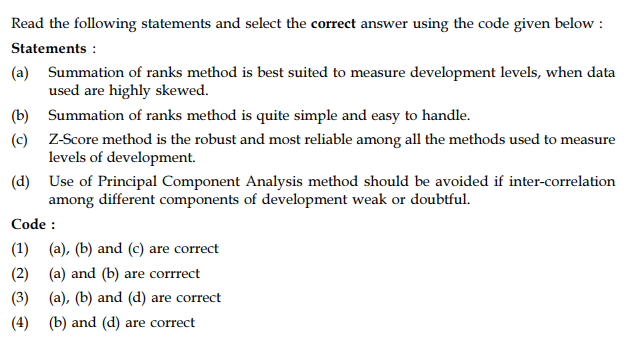 Read the following statements and select the correct answer using the code given below :
Statements :
(a) Summation of ranks method is best suited to measure development levels, when data
used are highly skewed.
(b) Summation of ranks method is quite simple and easy to handle.
(c) Z-Score method is the robust and most reliable among all the methods used to measure
levels of development.
(d) Use of Principal Component Analysis method should be avoided if inter-correlation
among different components of development weak or doubtful.
Code :
(1) (a), (b) and (c) are correct
(2) (a) and (b) are corrrect
(3) (a), (b) and (d) are correct
(4) (b) and (d) are correct